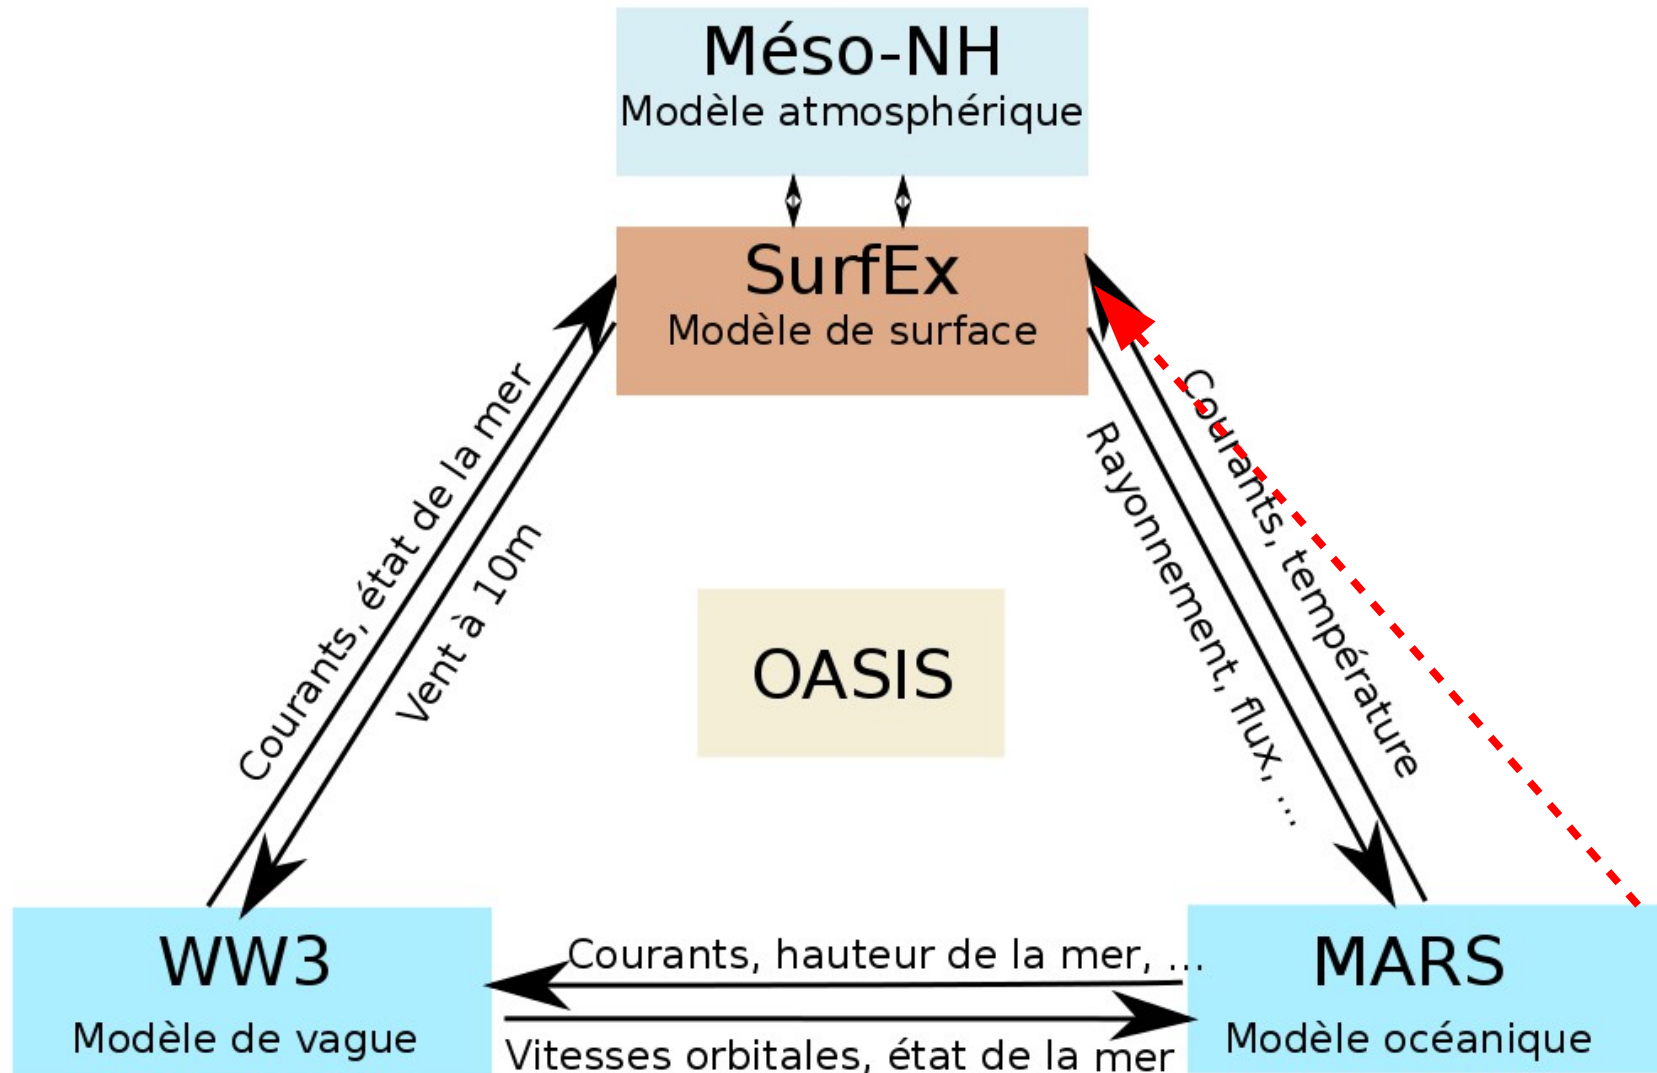 Méso-NH
Modèle atmosphérique
SurfEx
Modèle de surface
Courants, état de la mer
Vent à 10m
Rayonnement, flux, ...
Courants, température
OASIS
WW3
Modèle de vague
Courants, hauteur de la mer, ...
Vitesses orbitales, état de la mer
MARS
Modèle océanique